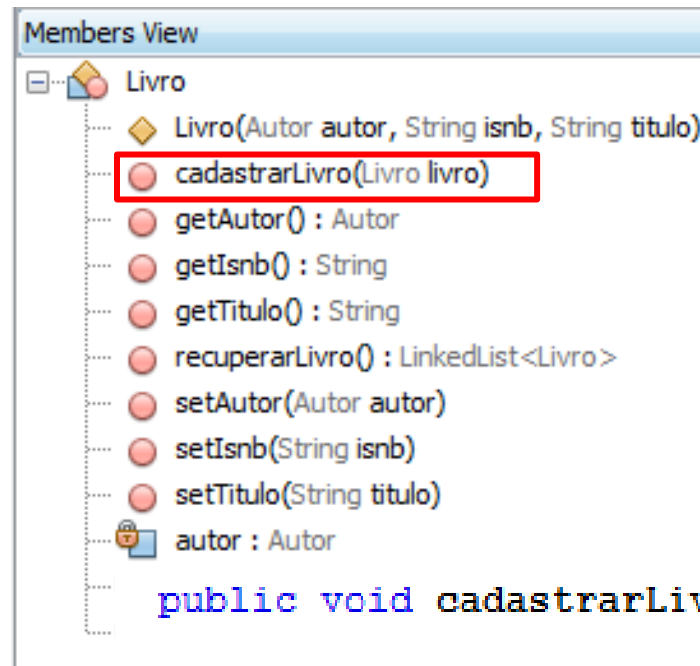 Members View
Livro
Livro(Autor autor, String isnb, String titulo)
cadastrarLivro(Livro livro)
getAutor() : Autor
getIsnb() : String
getTitulo() : String
recuperarLivro() : LinkedList<Livro>
setAutor(Autor autor)
setIsnb(String isnb)
setTitulo(String titulo)
autor : Autor
public void cadastrarLiv